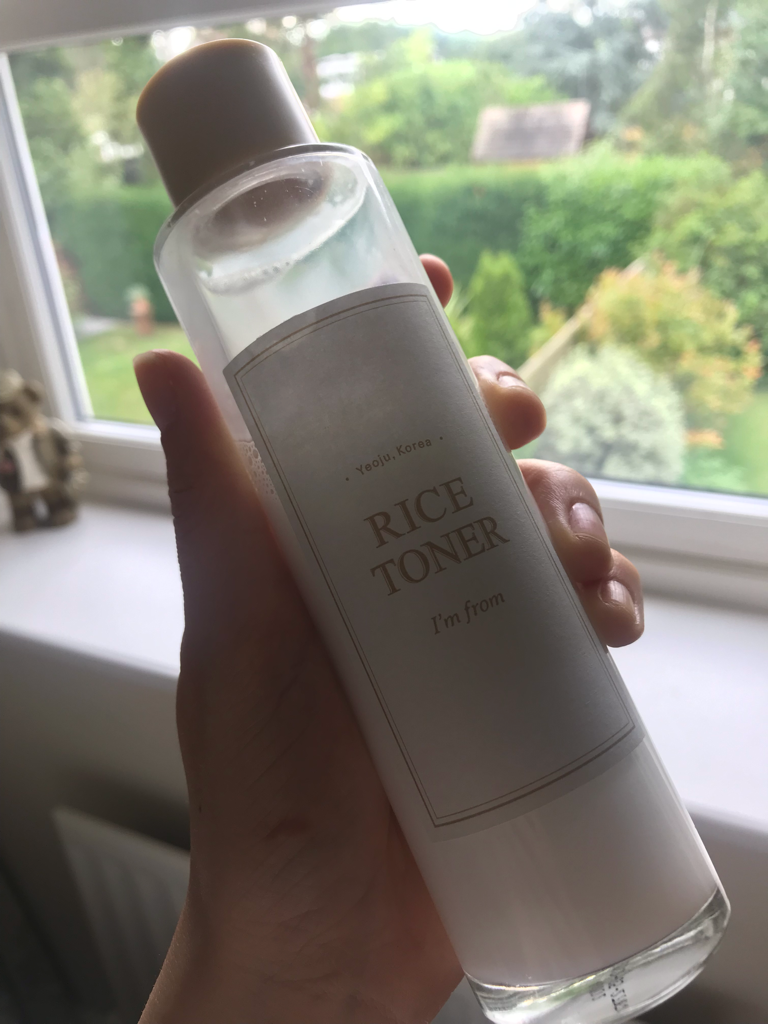 · Yeoju, Korea ·
RICE
TONER
I'm from